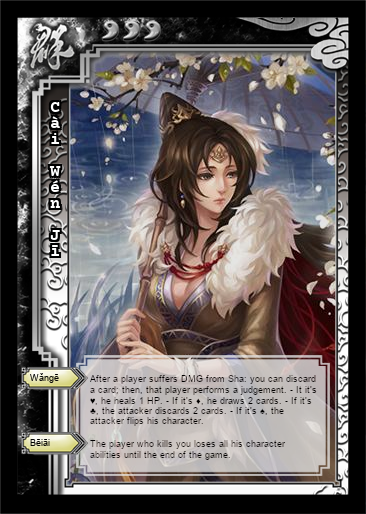 群
Cài Wén Jī
Wǎngē
After a player suffers DMG from Sha: you can discard
a card; then, that player performs a judgement. - It it's
♥, he heals 1 HP. - If it's ♦, he draws 2 cards. - If it's
♣, the attacker discards 2 cards. - If it's ♠, the
attacker flips his character.
Bēiāi
The player who kills you loses all his character
abilities until the end of the game.